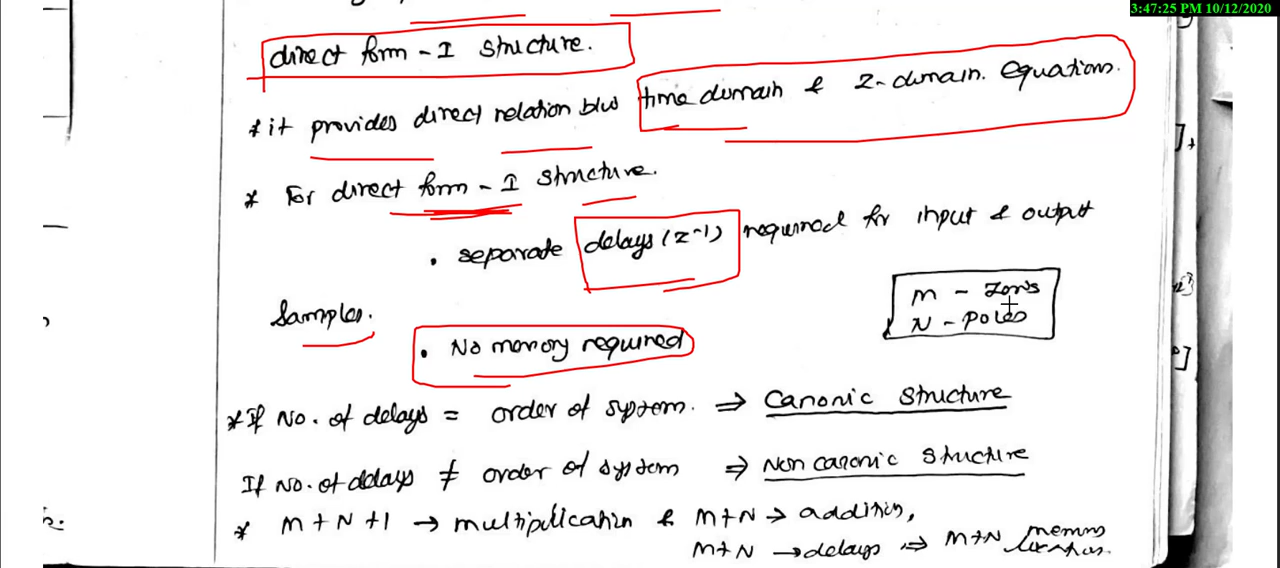 3:47:25 PM 10/12/2020
direct form - I structure.
* it provides direct relation b/w time domain & Z-domain. equations.
* For direct form - I structure.
. separate delays (z^-1) required for input & output
Samples.
M - Zero's
N - Poles
. No memory required
* If No. of delays = order of system. ⇒ Canonic structure
If No. of delays ≠ order of system ⇒ Non canonic structure
* M+N+1 → multiplication & M+N → addition,
M+N → delays ⇒ M+N memory
locations.